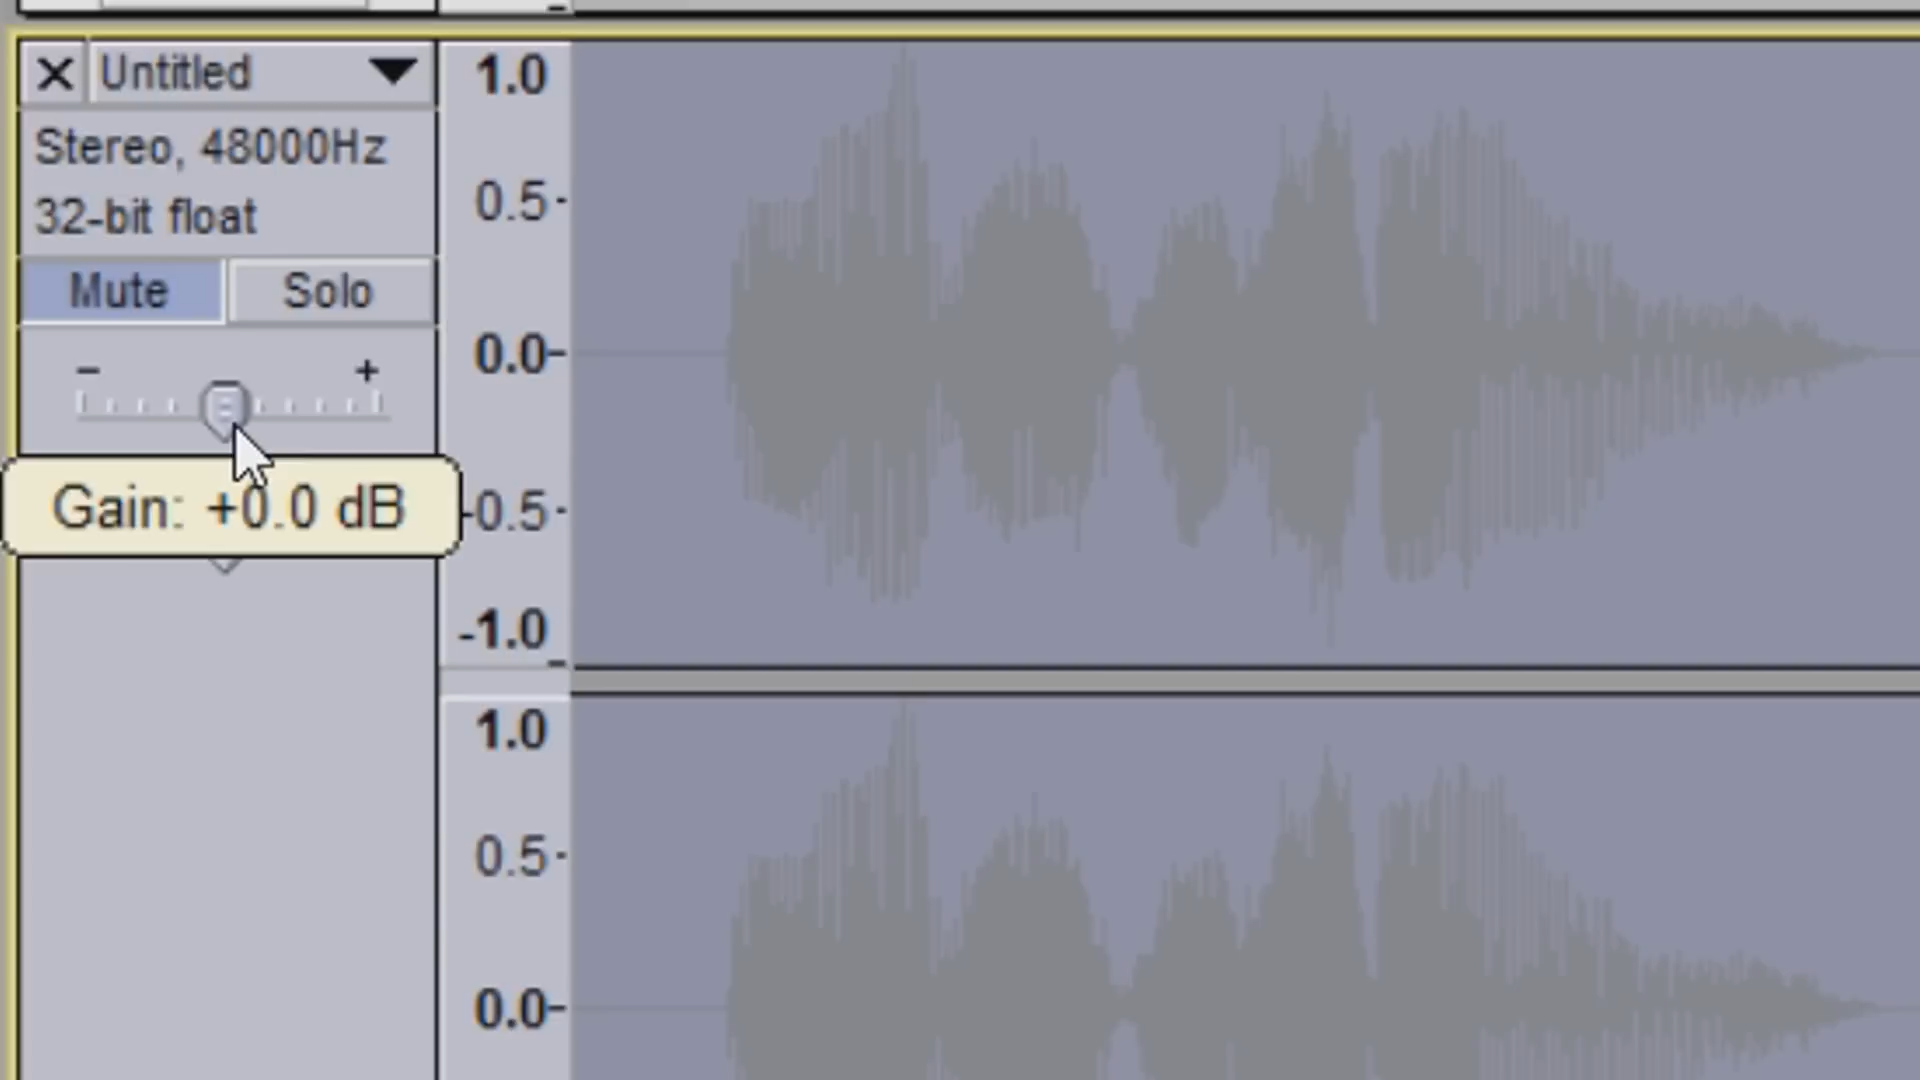 Untitled
Stereo, 48000Hz
32-bit float
Mute Solo
- +
Gain: +0.0 dB
1.0
0.5-
0.0-
-0.5-
-1.0
1.0
0.5-
0.0-